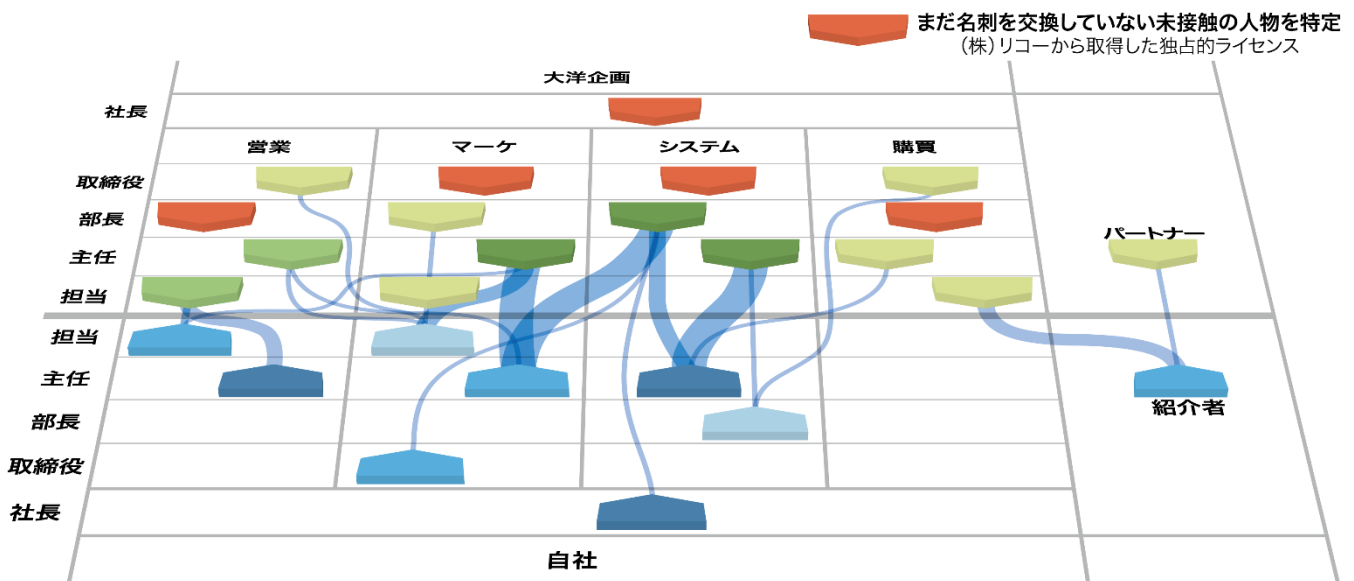 まだ名刺を交換していない未接触の人物を特定
（株）リコーから取得した独占的ライセンス
大洋企画
社長
営業
マーケ
システム
購買
取締役
部長
主任
パートナー
担当
担当
主任
部長
紹介者
取締役
社長
自社